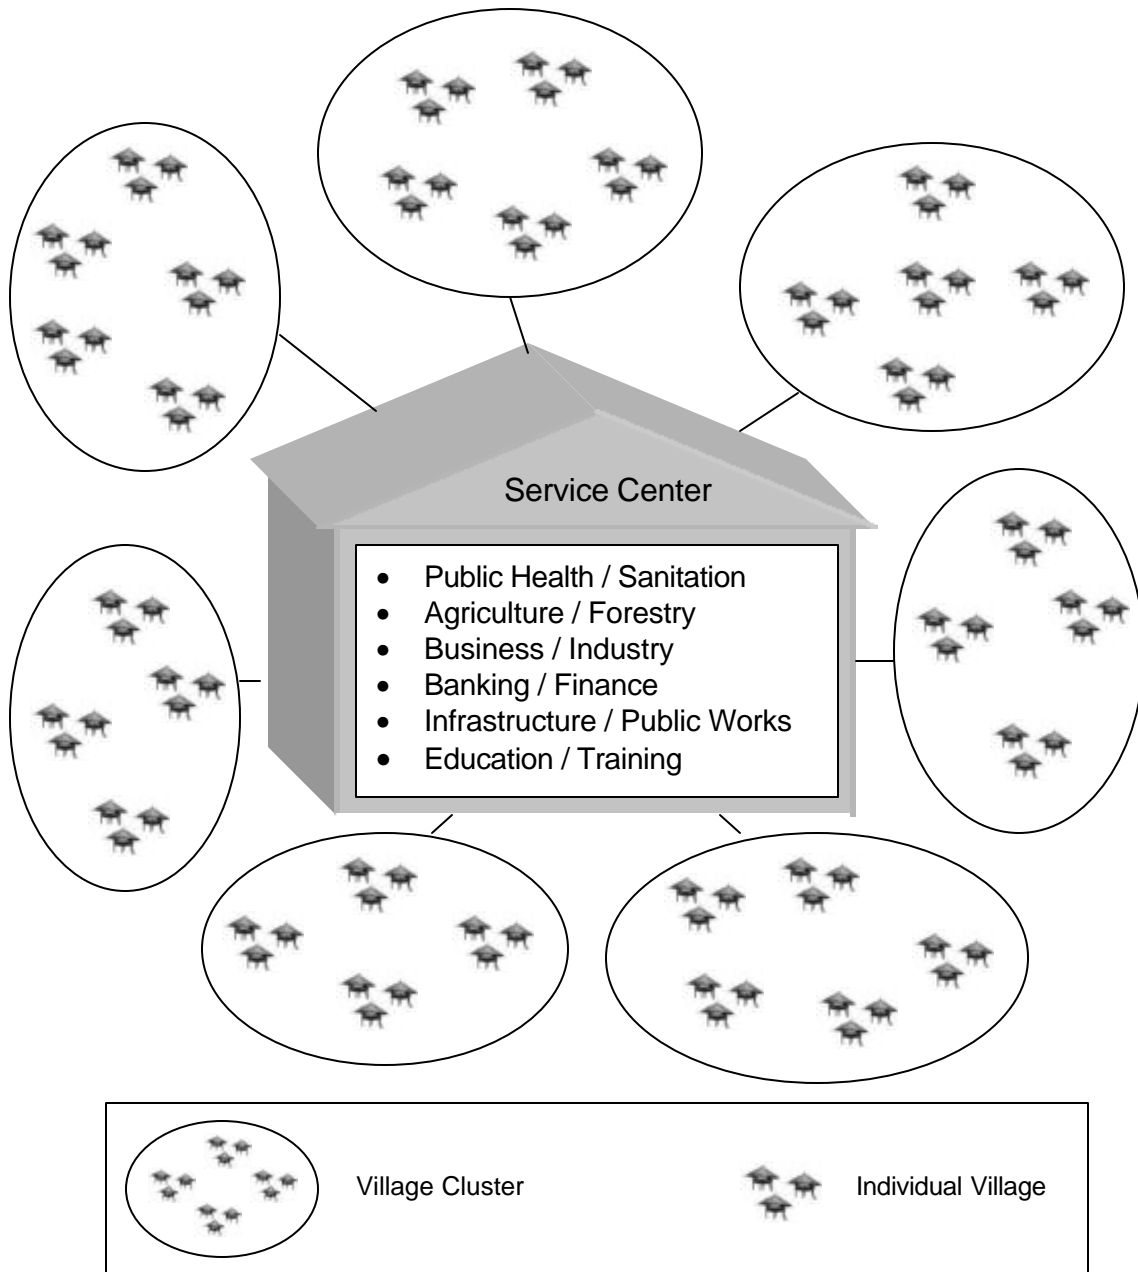 Service Center
• Public Health / Sanitation
• Agriculture / Forestry
• Business / Industry
• Banking / Finance
• Infrastructure / Public Works
• Education / Training
Village Cluster
Individual Village